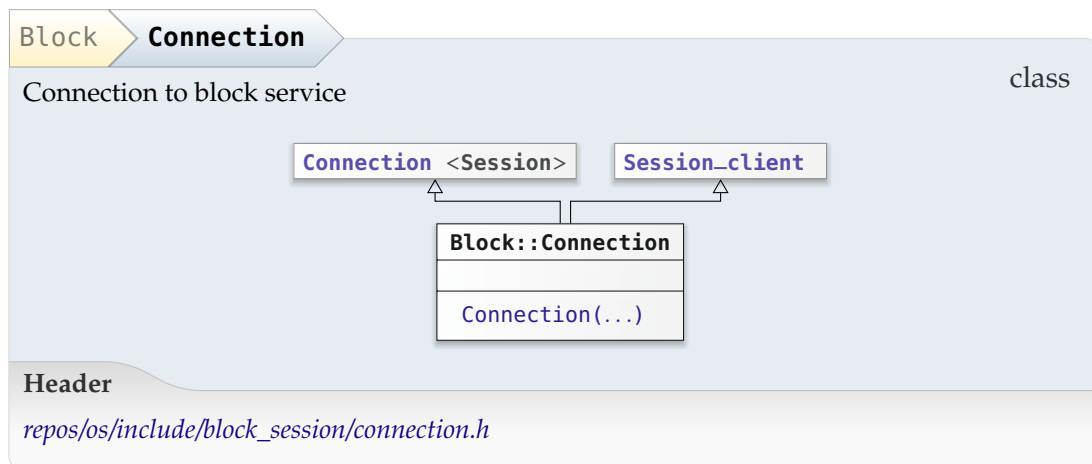 Block Connection
class
Connection to block service
Connection <Session> Session_client
Block::Connection
Connection(...)
Header
repos/os/include/block_session/connection.h